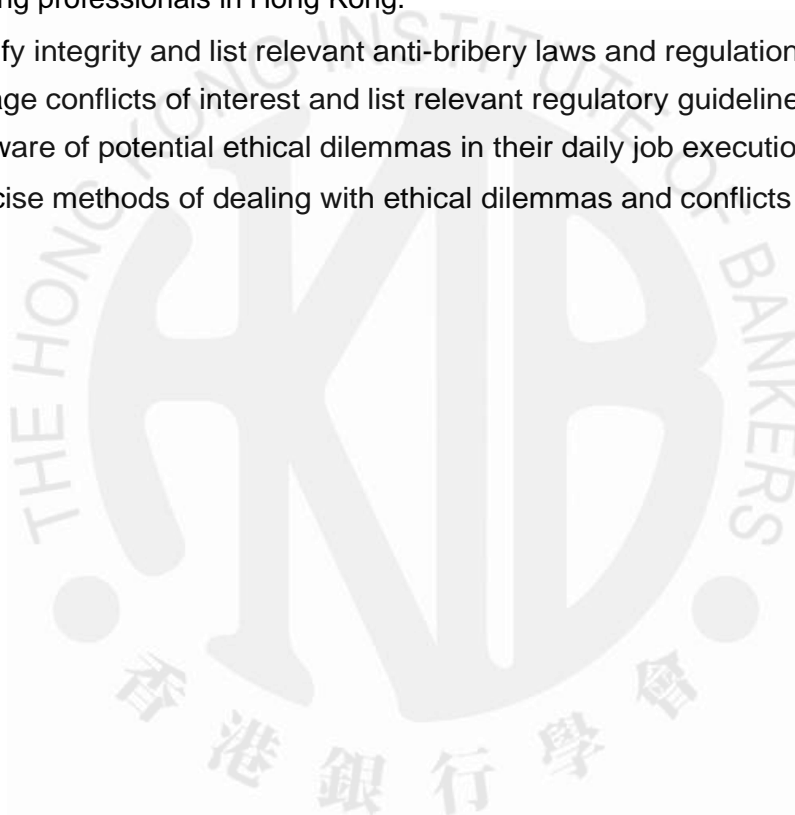 ng professionals in Hong Kong.
fy integrity and list relevant anti-bribery laws and regulation
age conflicts of interest and list relevant regulatory guideline
ware of potential ethical dilemmas in their daily job executio
cise methods of dealing with ethical dilemmas and conflicts
THE HONG KONG INSTITUTE OF BANKERS
香港銀行學會